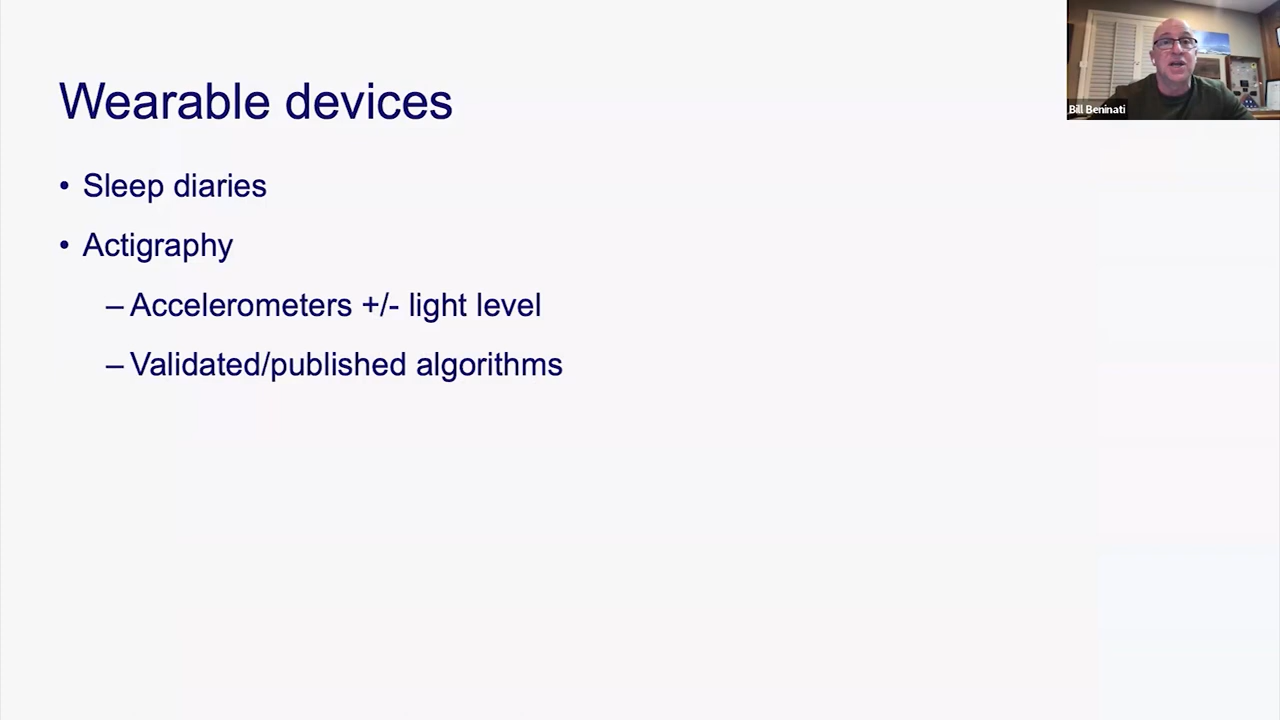 Wearable devices
• Sleep diaries
• Actigraphy
– Accelerometers +/- light level
– Validated/published algorithms
Bill Beninati